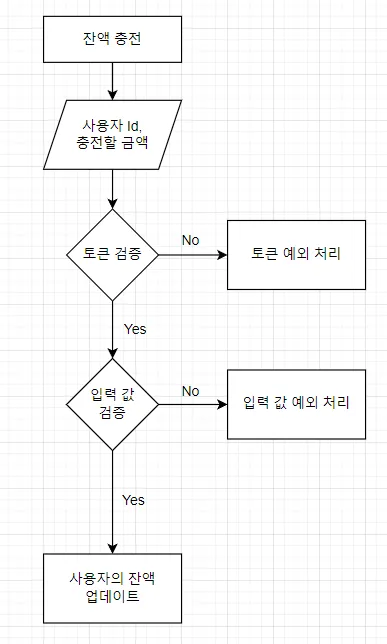 잔액 충전
사용자 Id,
충전할 금액
토큰 검증
No
토큰 예외 처리
Yes
입력 값
검증
No
입력 값 예외 처리
Yes
사용자의 잔액
업데이트